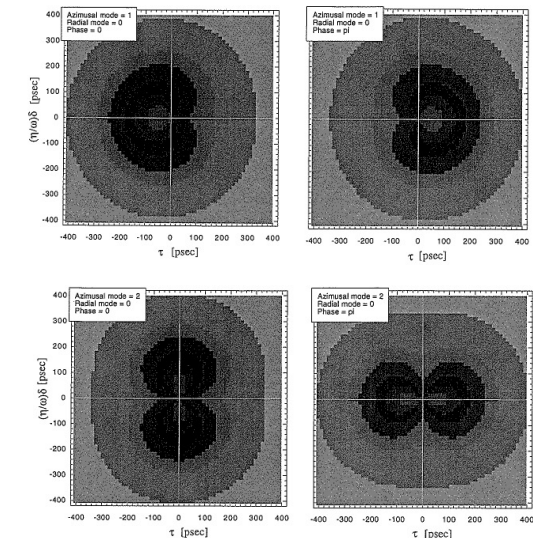 Azimusal mode = 1
Radial mode = 0
Phase = 0
400
300
200
100
0
-100
-200
-300
-400
(η/ω)δ [psec]
-400 -300 -200 -100 0 100 200 300 400
τ [psec]
Azimusal mode = 1
Radial mode = 0
Phase = pi
-400 -300 -200 -100 0 100 200 300 400
τ [psec]
Azimusal mode = 2
Radial mode = 0
Phase = 0
400
300
200
100
0
-100
-200
-300
-400
(η/ω)δ [psec]
-400 -300 -200 -100 0 100 200 300 400
τ [psec]
Azimusal mode = 2
Radial mode = 0
Phase = pi
-400 -300 -200 -100 0 100 200 300 400
τ [psec]